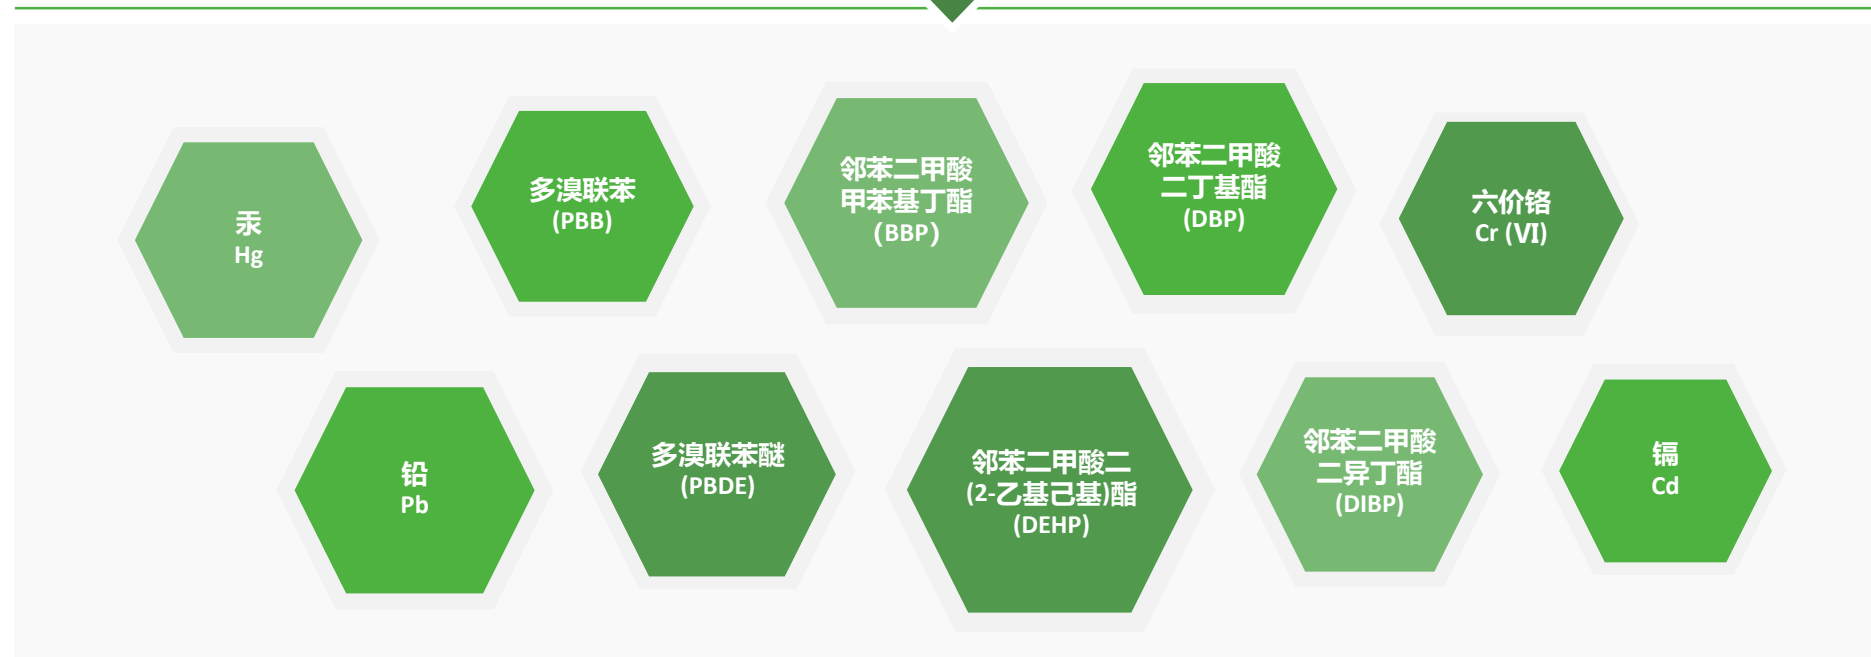 汞
Hg
多溴联苯
(PBB)
邻苯二甲酸
甲苯基丁酯
（BBP）
邻苯二甲酸
二丁基酯
(DBP)
六价铬
Cr (Ⅵ)
铅
Pb
多溴联苯醚
(PBDE)
邻苯二甲酸二
(2-乙基己基)酯
(DEHP)
邻苯二甲酸
二异丁酯
(DIBP)
镉
Cd